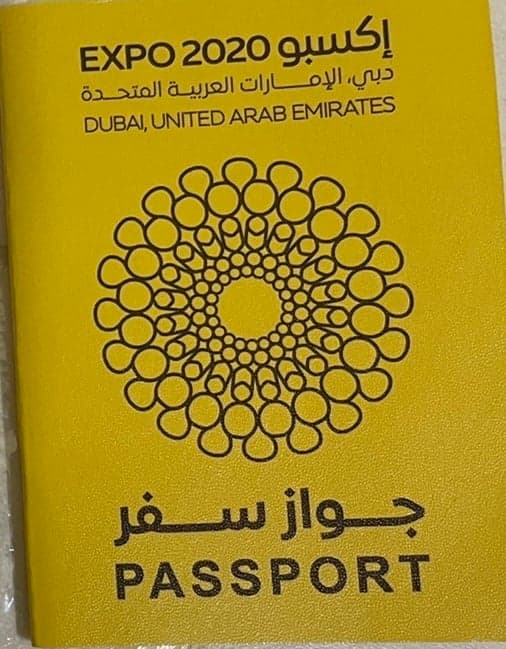 EXPO 2020 إكسبو
دبي، الإمارات العربية المتحدة
DUBAI, UNITED ARAB EMIRATES
جواز سفر
PASSPORT